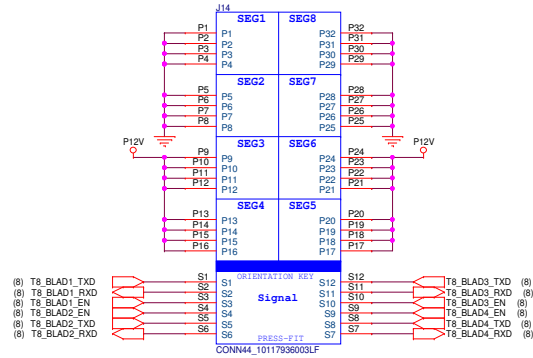 J14
SEG1 SEG8
P1 P1 P32 P32
P2 P2 P31 P31
P3 P3 P30 P30
P4 P4 P29 P29
SEG2 SEG7
P5 P5 P28 P28
P6 P6 P27 P27
P7 P7 P26 P26
P8 P8 P25 P25
P12V SEG3 SEG6 P12V
P9 P9 P24 P24
P10 P10 P23 P23
P11 P11 P22 P22
P12 P12 P21 P21
SEG4 SEG5
P13 P13 P20 P20
P14 P14 P19 P19
P15 P15 P18 P18
P16 P16 P17 P17
ORIENTATION KEY
Signal
(8) T8_BLAD1_TXD S1 S1 S12 S12 T8_BLAD3_TXD (8)
(8) T8_BLAD1_RXD S2 S2 S11 S11 T8_BLAD3_RXD (8)
(8) T8_BLAD1_EN S3 S3 S10 S10 T8_BLAD3_EN (8)
(8) T8_BLAD2_EN S4 S4 S9 S9 T8_BLAD4_EN (8)
(8) T8_BLAD2_TXD S5 S5 S8 S8 T8_BLAD4_TXD (8)
(8) T8_BLAD2_RXD S6 S6 S7 S7 T8_BLAD4_RXD (8)
PRESS-FIT
CONN44_10117936003LF